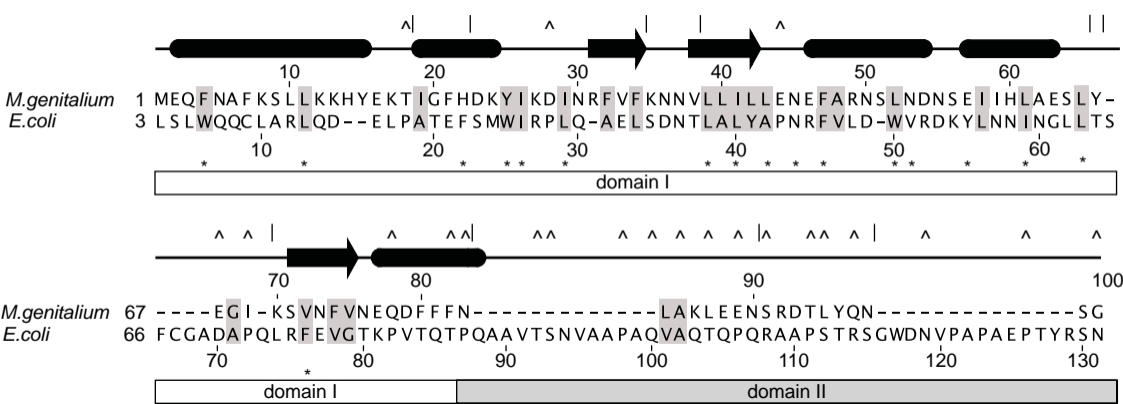 ^| | ^ | | ^ | |
10 20 30 40 50 60
M.genitalium 1 MEQFNAFKSLLKKHYEKTIGFHDKYIKDINRFVFKNNVLLILLENEFARNSLNDNSEIIHLAESLY-
E.coli 3 LSLWQQCLARLQD--ELPATEFSMWIRPLQ-AELSDNTLALYAPNRFVLD-WVRDKYLNNINGLLTS
10 20 30 40 50 60
* * * * * * * * * * * * * * * *
domain I
^ ^ | ^ ^^| ^^ ^ ^ ^ ^ ^ |^ ^^ ^ | ^ ^ ^
70 80 90 100
M.genitalium 67 ----EGI-KSVNFVNEQDFFFN-------------LAKLEENSRDTLYQN--------------SG
E.coli 66 FCGADAPQLRFEVGTKPVTQTPQAAVTSNVAAPAQVAQTQPQRAAPSTRSGWDNVPAPAEPTYRSN
70 80 90 100 110 120 130
*
domain I domain II